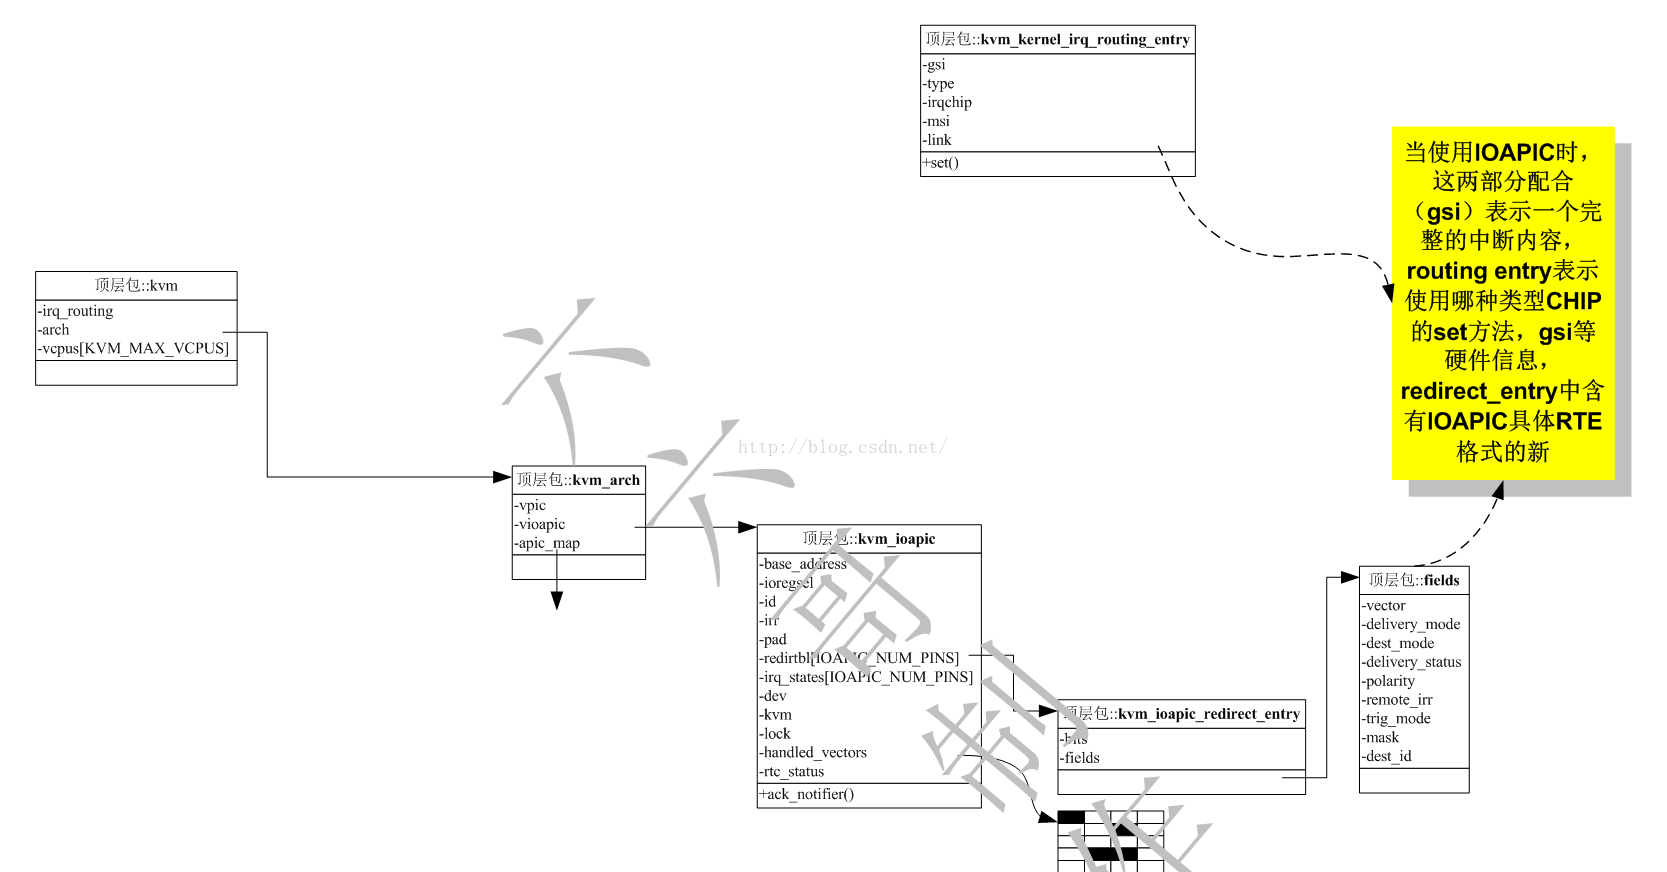 顶层包::kvm_kernel_irq_routing_entry
-gsi
-type
-irqchip
-msi
-link
+set()
当使用IOAPIC时，
这两部分配合
（gsi）表示一个完
整的中断内容，
routing entry表示
使用哪种类型CHIP
的set方法，gsi等
硬件信息，
redirect_entry中含
有IOAPIC具体RTE
格式的新
顶层包::kvm
-irq_routing
-arch
-vcpus[KVM_MAX_VCPUS]
六六哥制作
http://blog.csdn.net/
顶层包::kvm_arch
-vpic
-vioapic
-apic_map
顶层包::kvm_ioapic
-base_address
-ioregsel
-id
-irr
-pad
-redirtbl[IOAPIC_NUM_PINS]
-irq_states[IOAPIC_NUM_PINS]
-dev
-kvm
-lock
-handled_vectors
-rtc_status
+ack_notifier()
顶层包::kvm_ioapic_redirect_entry
-bits
-fields
顶层包::fields
-vector
-delivery_mode
-dest_mode
-delivery_status
-polarity
-remote_irr
-trig_mode
-mask
-dest_id